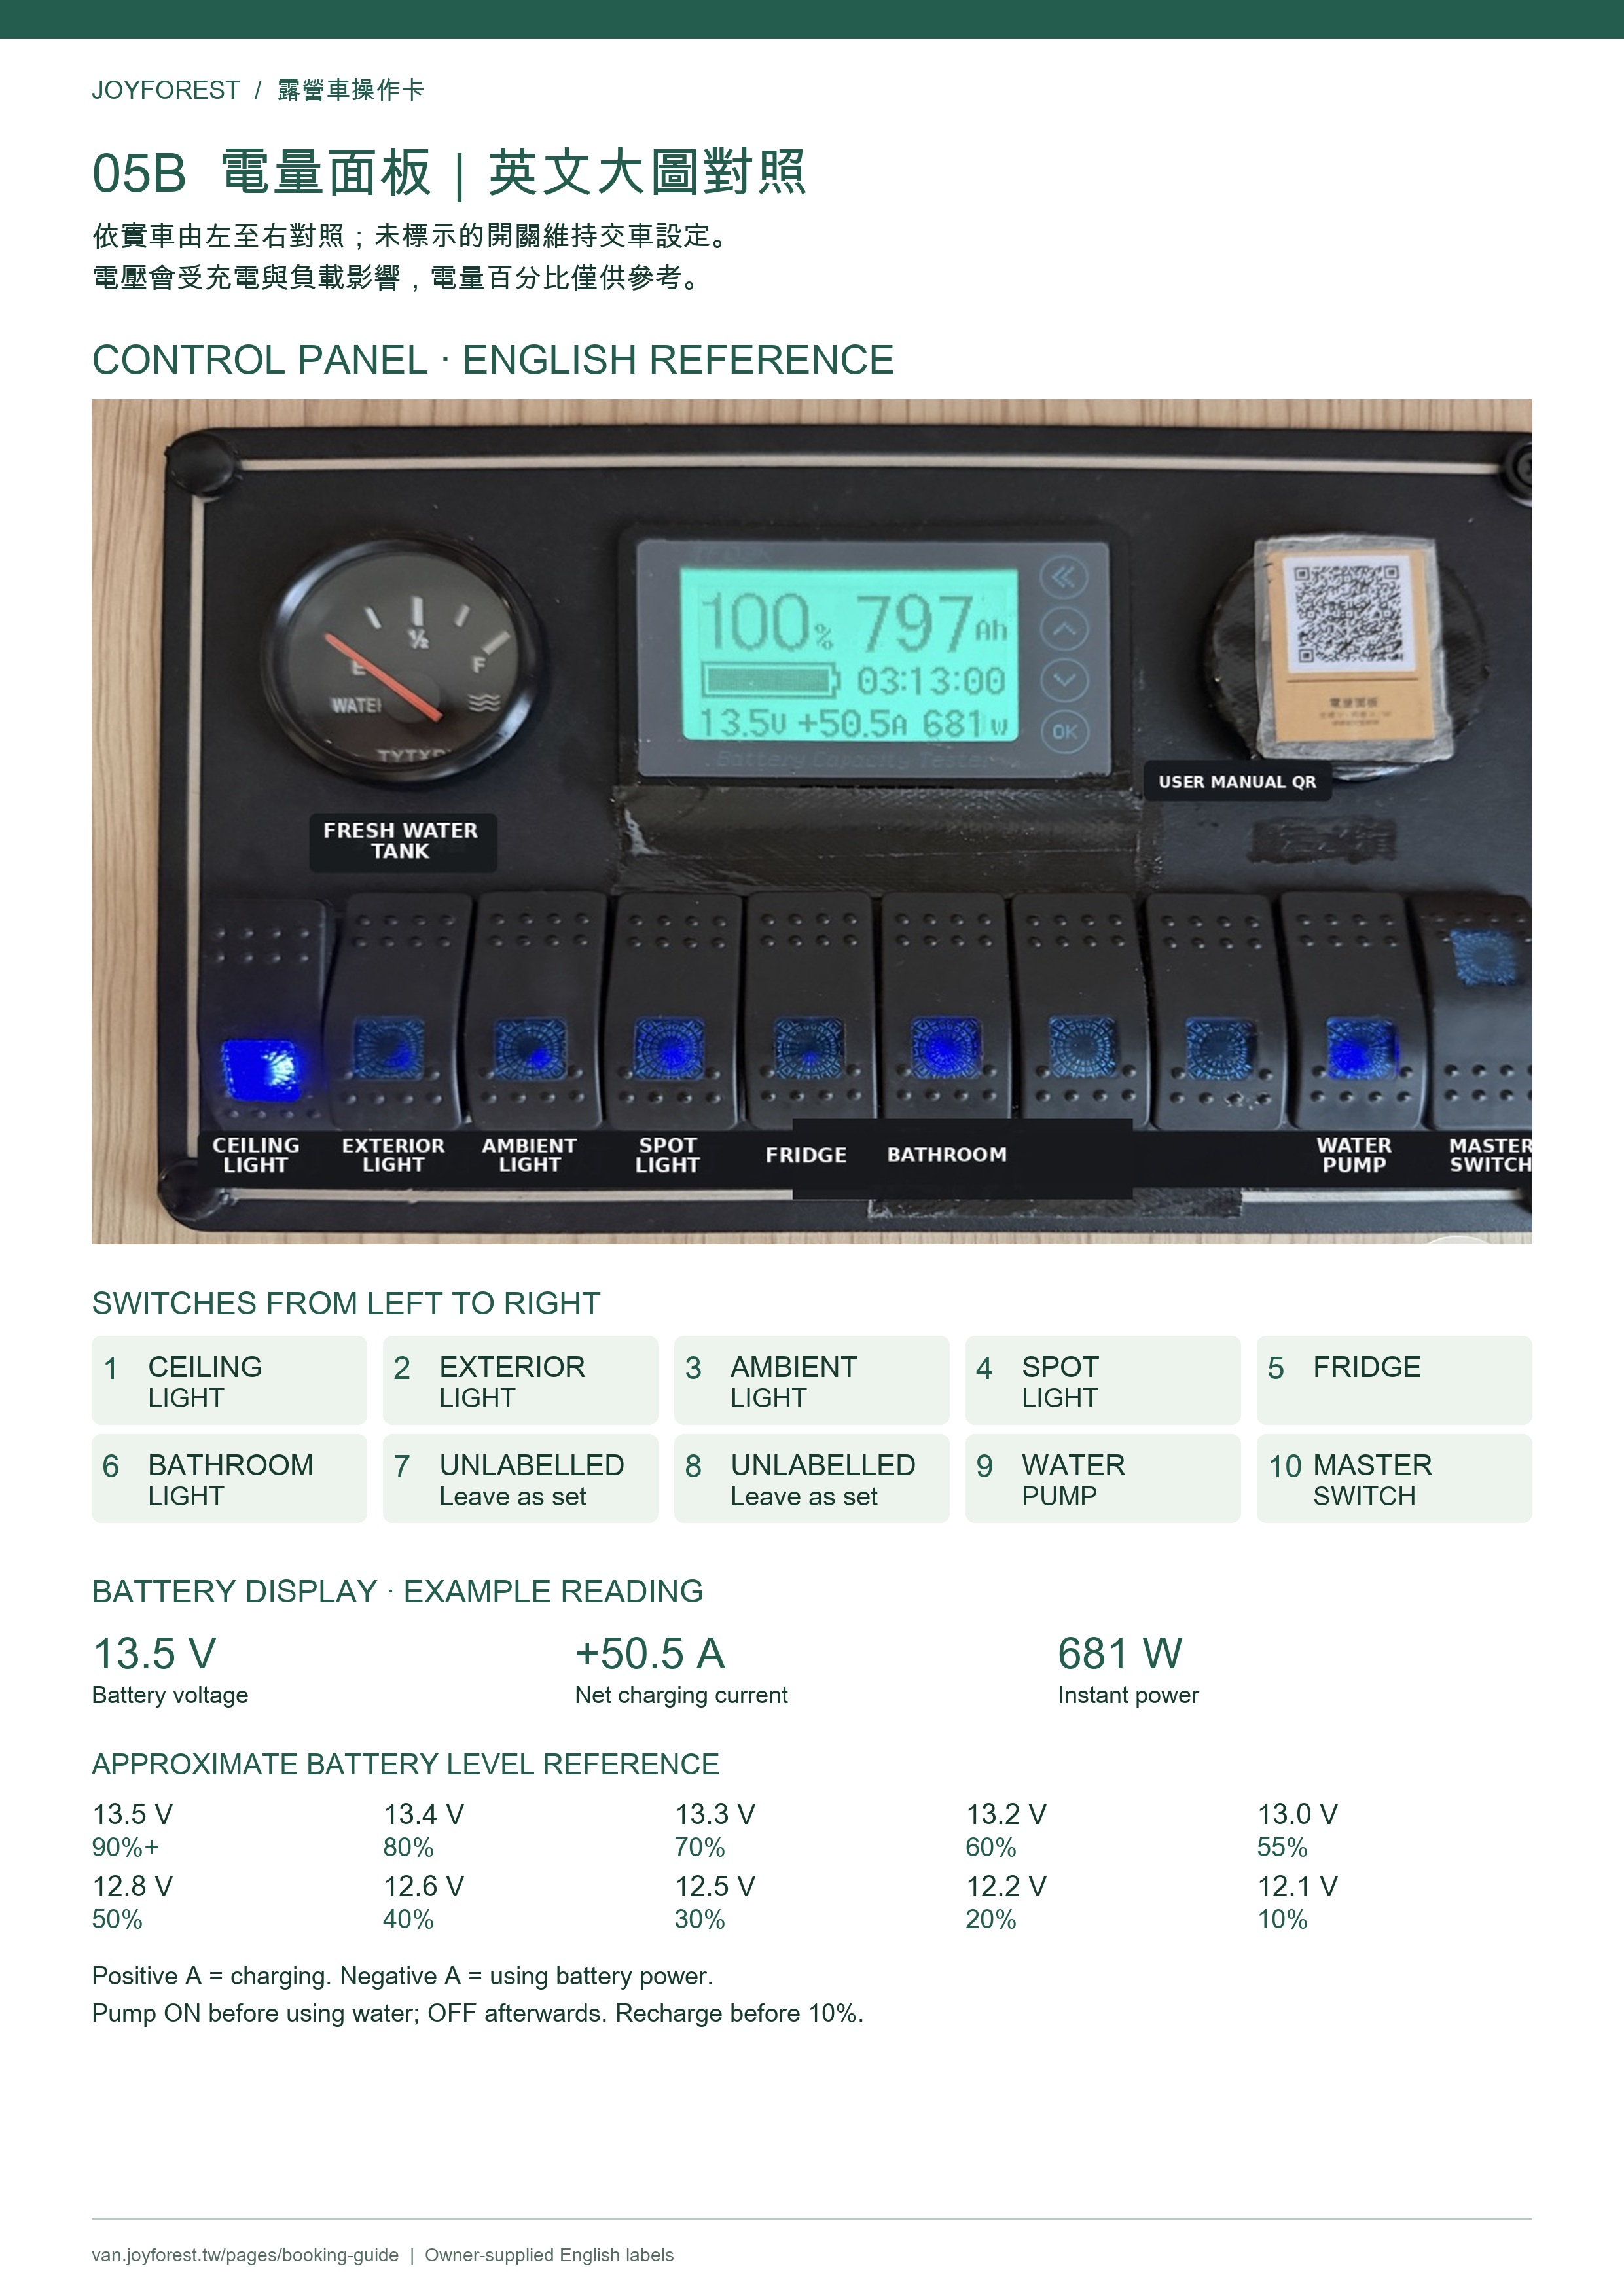 JOYFOREST / 露營車操作卡
05B 電量面板｜英文大圖對照
依實車由左至右對照；未標示的開關維持交車設定。
電壓會受充電與負載影響，電量百分比僅供參考。
CONTROL PANEL · ENGLISH REFERENCE
½
E
F
WATER
100% 797Ah
03:13:00
13.5V +50.5A 681W
Battery Capacity Tester
OK
USER MANUAL QR
FRESH WATER
TANK
CEILING
LIGHT
EXTERIOR
LIGHT
AMBIENT
LIGHT
SPOT
LIGHT
FRIDGE
BATHROOM
WATER
PUMP
MASTER
SWITCH
SWITCHES FROM LEFT TO RIGHT
1 CEILING
LIGHT
2 EXTERIOR
LIGHT
3 AMBIENT
LIGHT
4 SPOT
LIGHT
5 FRIDGE
6 BATHROOM
LIGHT
7 UNLABELLED
Leave as set
8 UNLABELLED
Leave as set
9 WATER
PUMP
10 MASTER
SWITCH
BATTERY DISPLAY · EXAMPLE READING
13.5 V
Battery voltage
+50.5 A
Net charging current
681 W
Instant power
APPROXIMATE BATTERY LEVEL REFERENCE
13.5 V 13.4 V 13.3 V 13.2 V 13.0 V
90%+ 80% 70% 60% 55%
12.8 V 12.6 V 12.5 V 12.2 V 12.1 V
50% 40% 30% 20% 10%
Positive A = charging. Negative A = using battery power.
Pump ON before using water; OFF afterwards. Recharge before 10%.
van.joyforest.tw/pages/booking-guide | Owner-supplied English labels